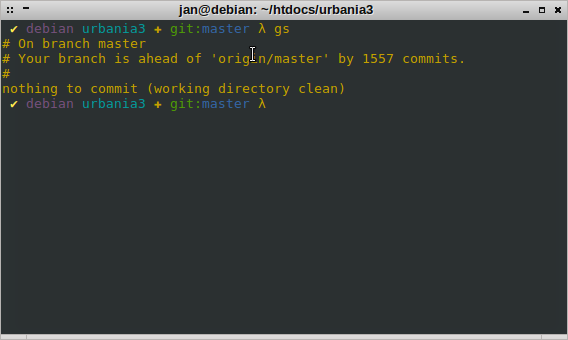 jan@debian: ~/htdocs/urbania3
✔ debian urbania3 + git:master λ gs
# On branch master
# Your branch is ahead of 'origin/master' by 1557 commits.
#
nothing to commit (working directory clean)
✔ debian urbania3 + git:master λ